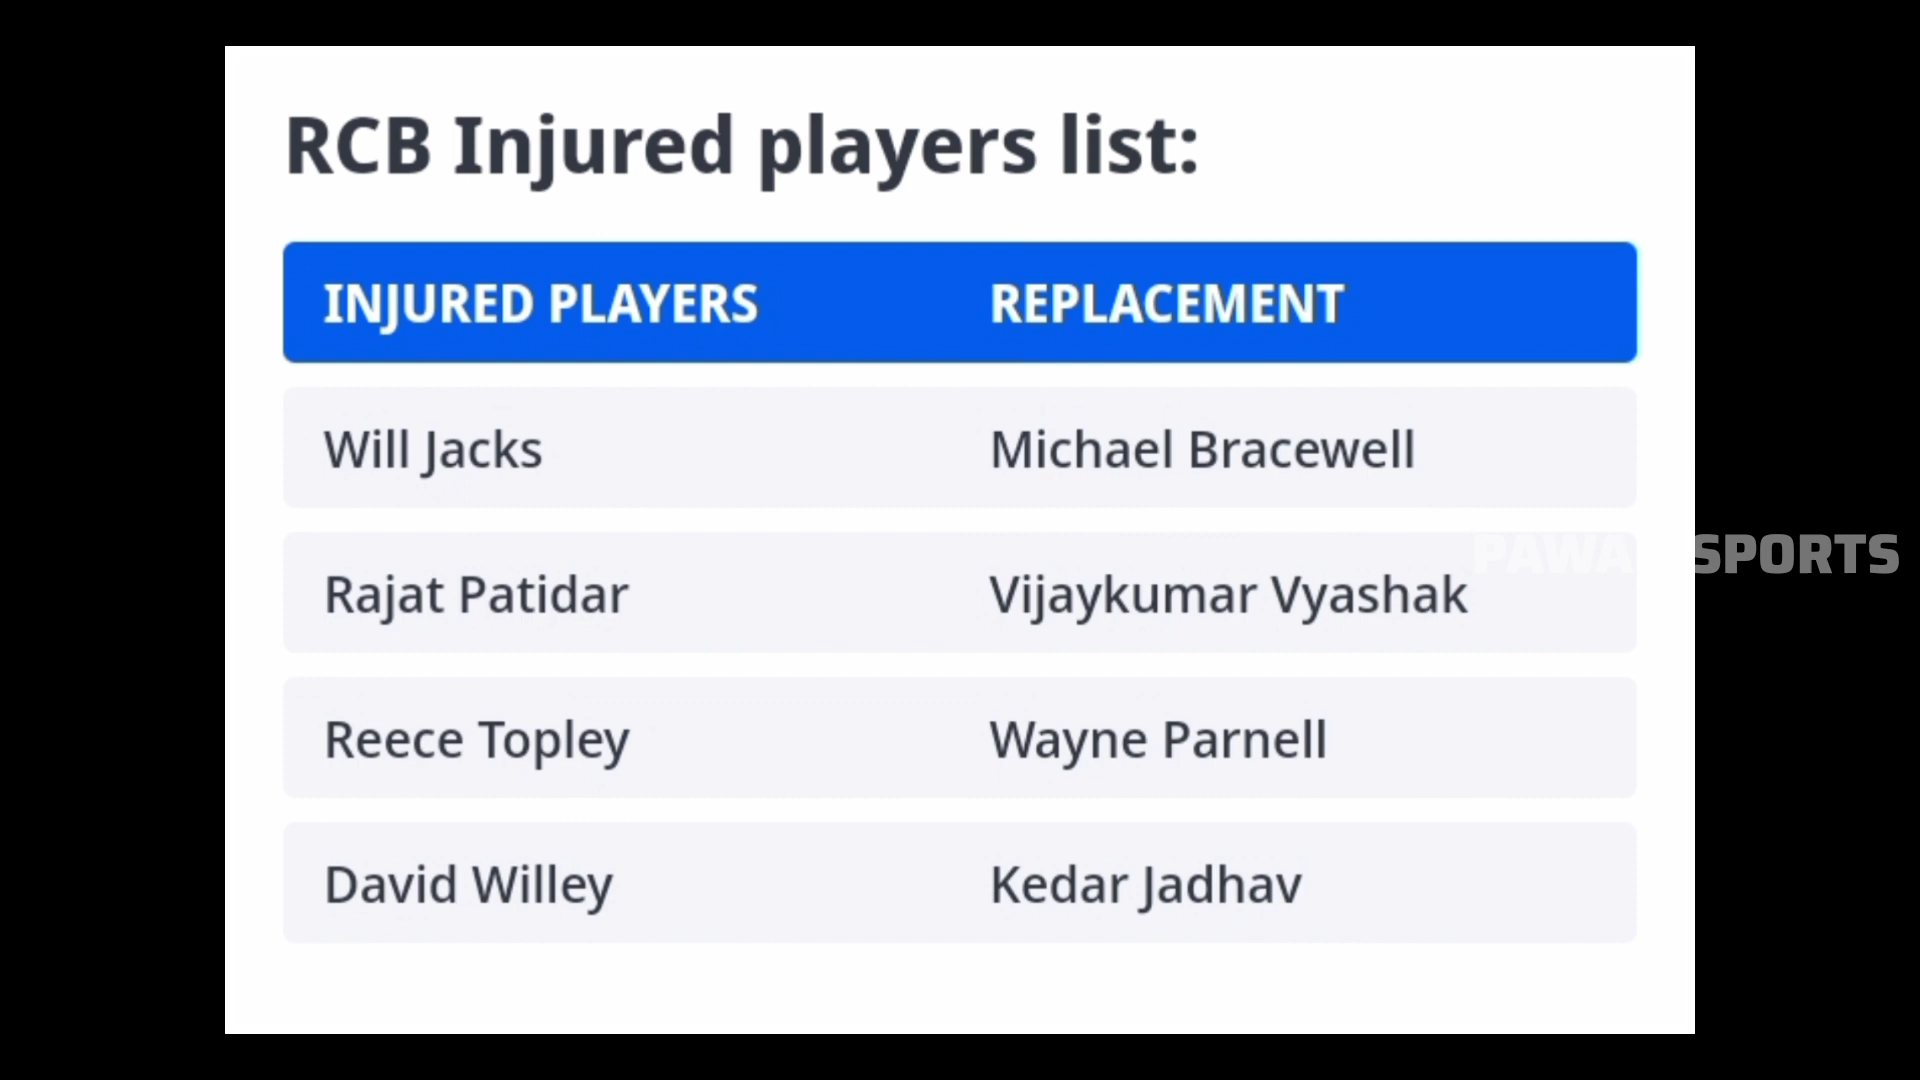 RCB Injured players list:
INJURED PLAYERS REPLACEMENT
Will Jacks Michael Bracewell
Rajat Patidar Vijaykumar Vyashak
Reece Topley Wayne Parnell
David Willey Kedar Jadhav
SPORTS